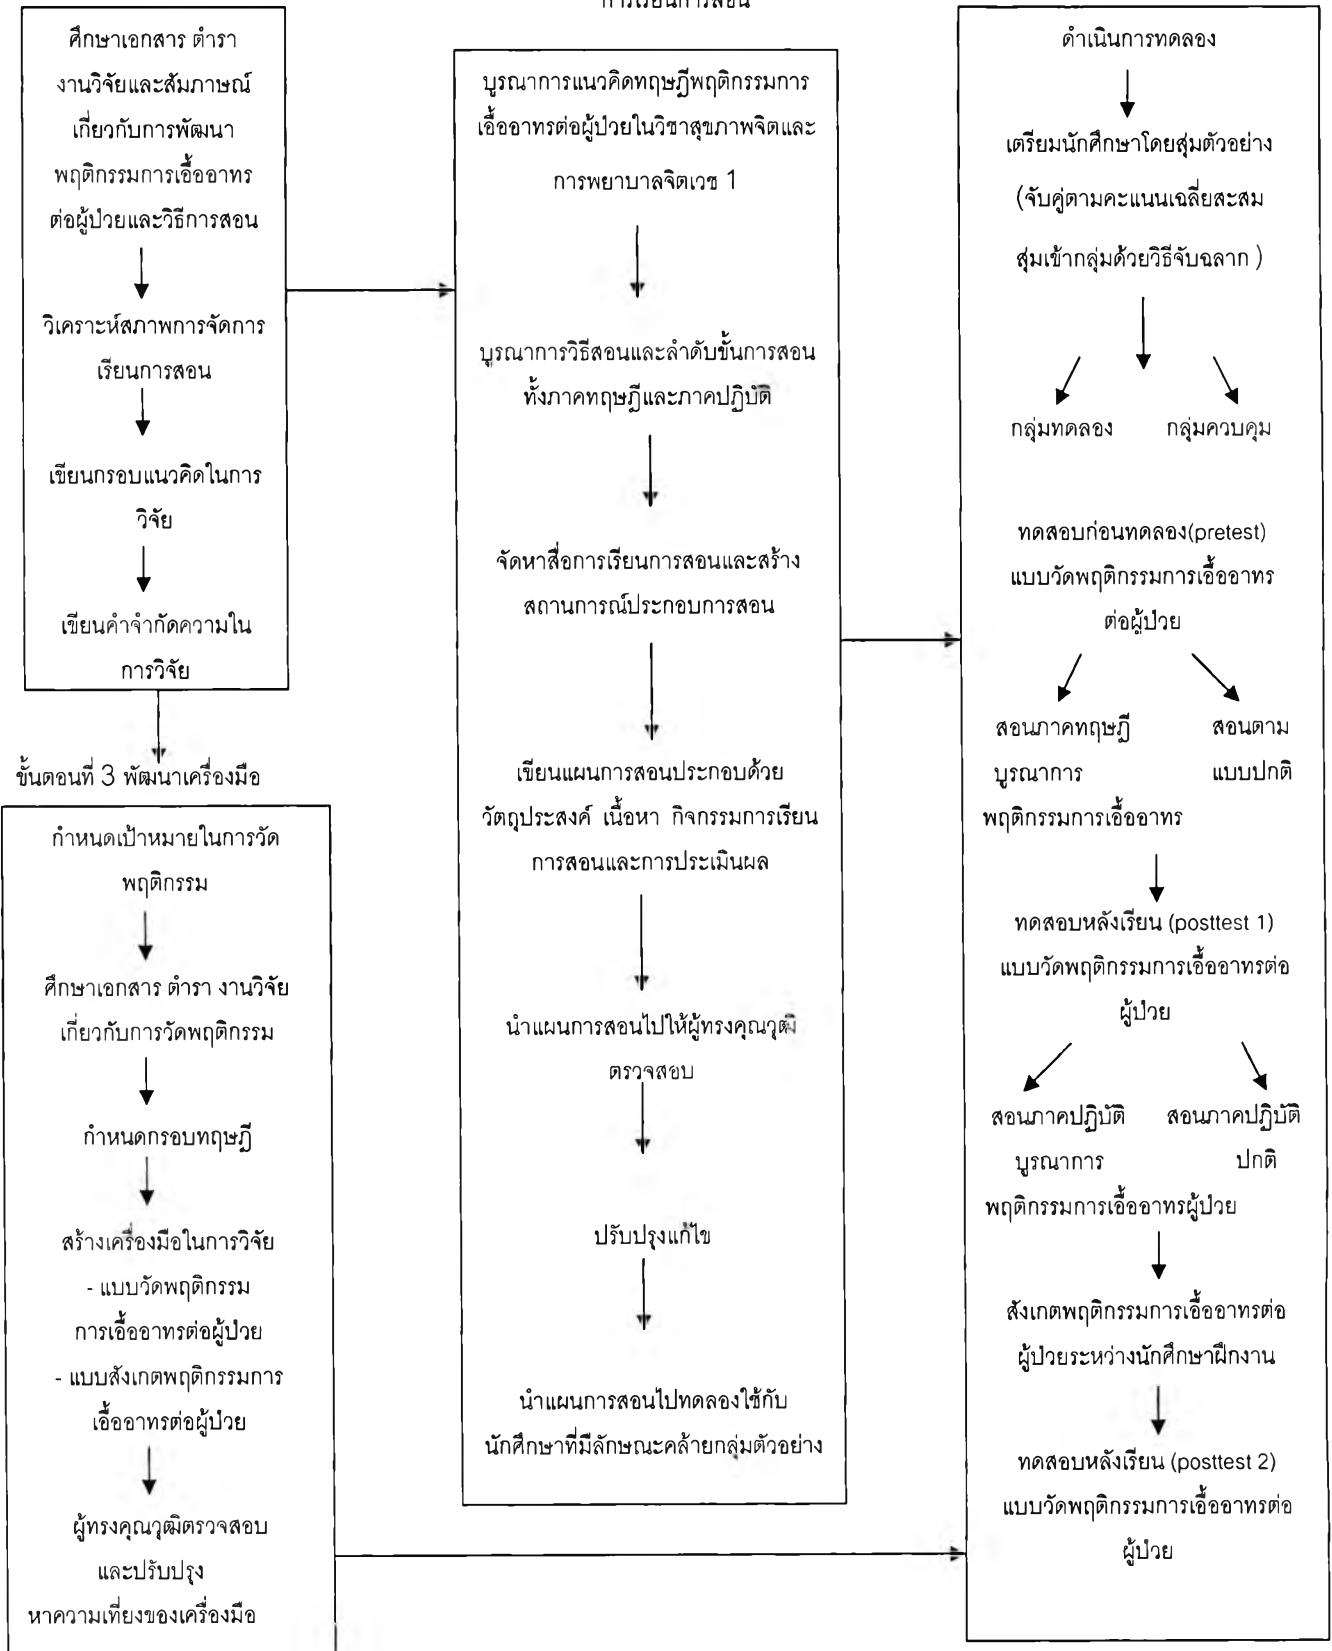 การเรียนการสอน
ศึกษาเอกสาร ตำรา
งานวิจัยและสัมภาษณ์
เกี่ยวกับการพัฒนา
พฤติกรรมการเอื้ออาทร
ต่อผู้ป่วยและวิธีการสอน
วิเคราะห์สภาพการจัดการ
เรียนการสอน
เขียนกรอบแนวคิดในการ
วิจัย
เขียนคำจำกัดความใน
การวิจัย
ขั้นตอนที่ 3 พัฒนาเครื่องมือ
กำหนดเป้าหมายในการวัด
พฤติกรรม
ศึกษาเอกสาร ตำรา งานวิจัย
เกี่ยวกับการวัดพฤติกรรม
กำหนดกรอบทฤษฎี
สร้างเครื่องมือในการวิจัย
- แบบวัดพฤติกรรม
การเอื้ออาทรต่อผู้ป่วย
- แบบสังเกตพฤติกรรมการ
เอื้ออาทรต่อผู้ป่วย
ผู้ทรงคุณวุฒิตรวจสอบ
และปรับปรุง
หาความเที่ยงของเครื่องมือ
บูรณาการแนวคิดทฤษฎีพฤติกรรมการ
เอื้ออาทรต่อผู้ป่วยในวิชาสุขภาพจิตและ
การพยาบาลจิตเวช 1
บูรณาการวิธีสอนและลำดับขั้นการสอน
ทั้งภาคทฤษฎีและภาคปฏิบัติ
จัดหาสื่อการเรียนการสอนและสร้าง
สถานการณ์ประกอบการสอน
เขียนแผนการสอนประกอบด้วย
วัตถุประสงค์ เนื้อหา กิจกรรมการเรียน
การสอนและการประเมินผล
นำแผนการสอนไปให้ผู้ทรงคุณวุฒิ
ตรวจสอบ
ปรับปรุงแก้ไข
นำแผนการสอนไปทดลองใช้กับ
นักศึกษาที่มีลักษณะคล้ายกลุ่มตัวอย่าง
ดำเนินการทดลอง
เตรียมนักศึกษาโดยสุ่มตัวอย่าง
(จับคู่ตามคะแนนเฉลี่ยสะสม
สุ่มเข้ากลุ่มด้วยวิธีจับฉลาก )
กลุ่มทดลอง กลุ่มควบคุม
ทดสอบก่อนทดลอง(pretest)
แบบวัดพฤติกรรมการเอื้ออาทร
ต่อผู้ป่วย
สอนภาคทฤษฎี สอนตาม
บูรณาการ แบบปกติ
พฤติกรรมการเอื้ออาทร
ทดสอบหลังเรียน (posttest 1)
แบบวัดพฤติกรรมการเอื้ออาทรต่อ
ผู้ป่วย
สอนภาคปฏิบัติ สอนภาคปฏิบัติ
บูรณาการ ปกติ
พฤติกรรมการเอื้ออาทรผู้ป่วย
สังเกตพฤติกรรมการเอื้ออาทรต่อ
ผู้ป่วยระหว่างนักศึกษาฝึกงาน
ทดสอบหลังเรียน (posttest 2)
แบบวัดพฤติกรรมการเอื้ออาทรต่อ
ผู้ป่วย